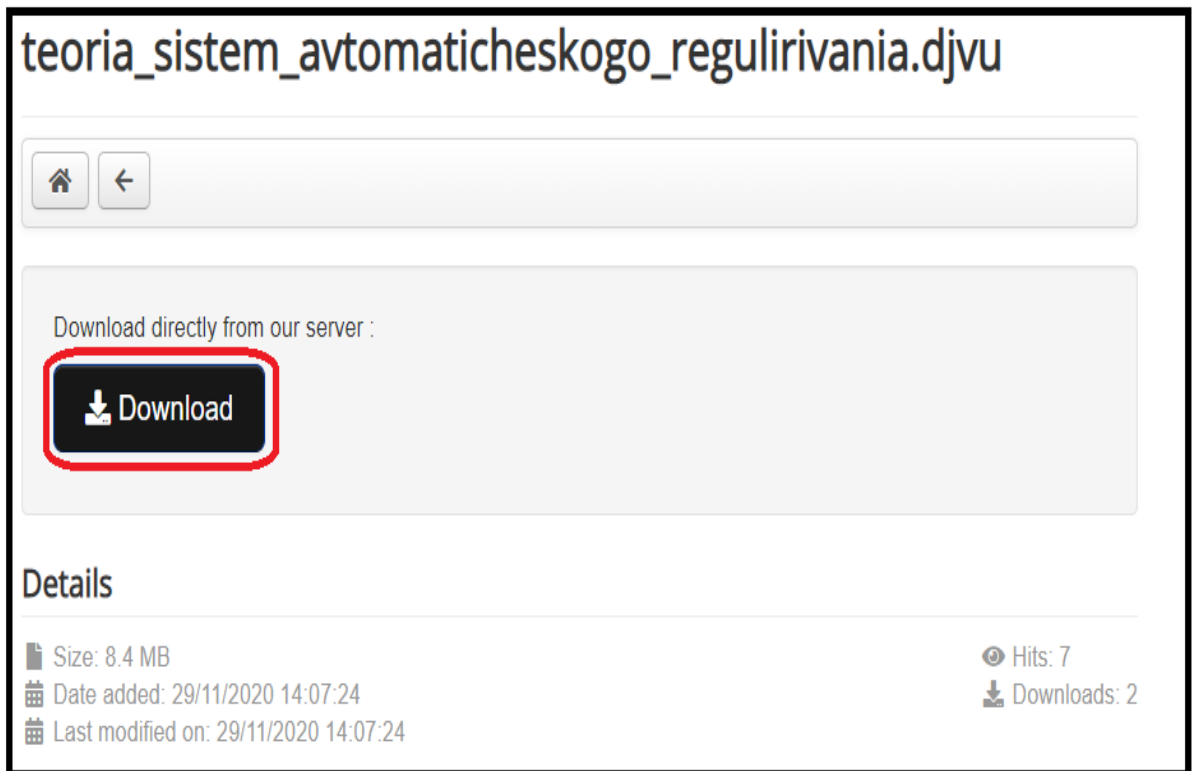 teoria_sistem_avtomaticheskogo_regulirivania.djvu
Download directly from our server :
Download
Details
Size: 8.4 MB
Hits: 7
Date added: 29/11/2020 14:07:24
Downloads: 2
Last modified on: 29/11/2020 14:07:24